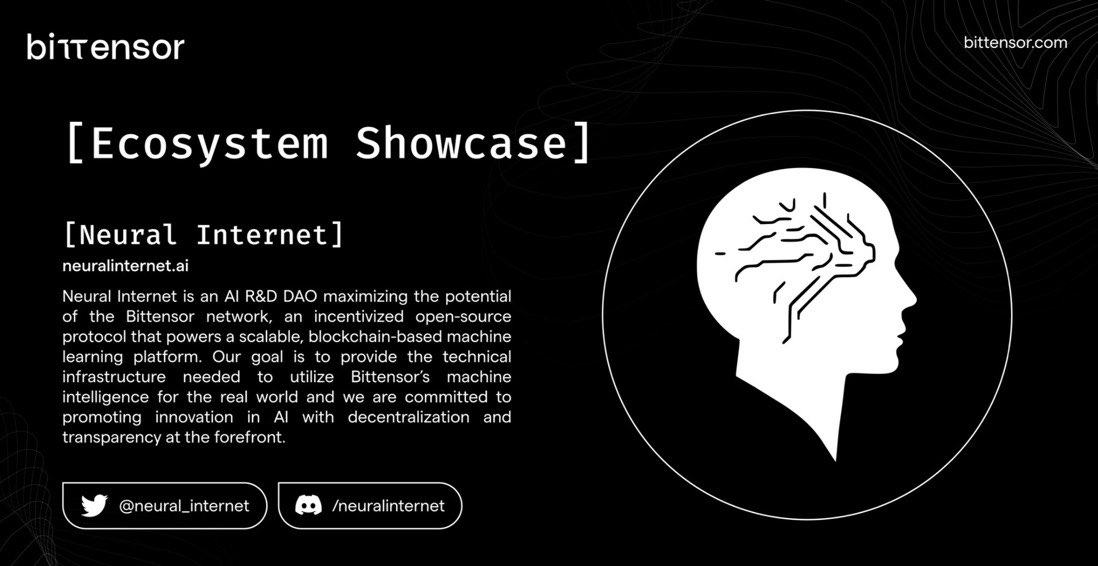 bittensor
bittensor.com
[Ecosystem Showcase]
[Neural Internet]
neuralinternet.ai
Neural Internet is an AI R&D DAO maximizing the potential
of the Bittensor network, an incentivized open-source
protocol that powers a scalable, blockchain-based machine
learning platform. Our goal is to provide the technical
infrastructure needed to utilize Bittensor’s machine
intelligence for the real world and we are committed to
promoting innovation in AI with decentralization and
transparency at the forefront.
@neural_internet
/neuralinternet